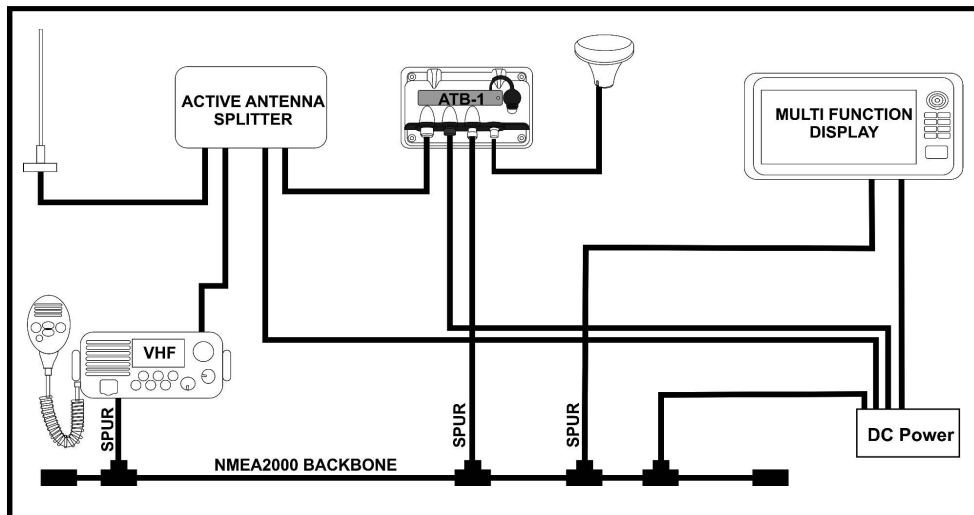 ACTIVE ANTENNA
SPLITTER
ATB-1
MULTI FUNCTION
DISPLAY
VHF
SPUR
SPUR
SPUR
DC Power
NMEA2000 BACKBONE